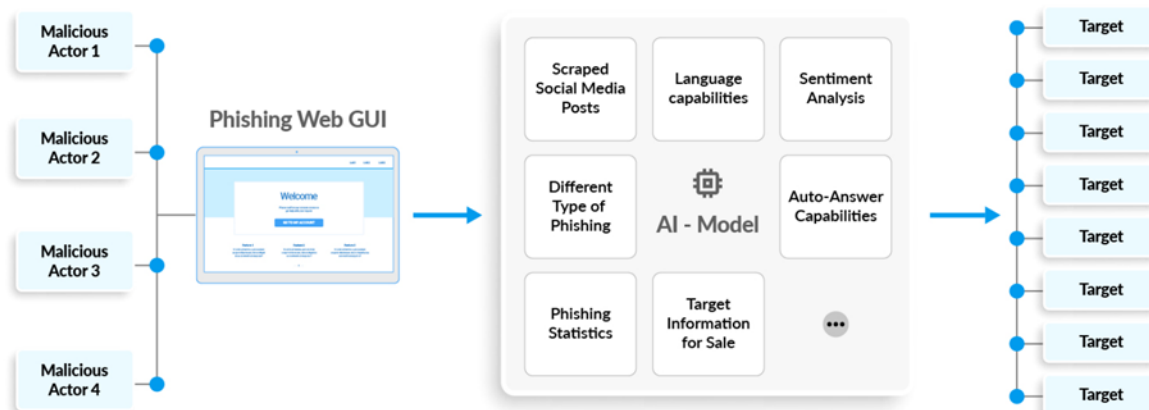 Malicious
Actor 1
Malicious
Actor 2
Malicious
Actor 3
Malicious
Actor 4
Phishing Web GUI
Welcome
Scraped
Social Media
Posts
Language
capabilities
Sentiment
Analysis
Different
Type of
Phishing
AI - Model
Auto-Answer
Capabilities
Phishing
Statistics
Target
Information
for Sale
Target
Target
Target
Target
Target
Target
Target
Target